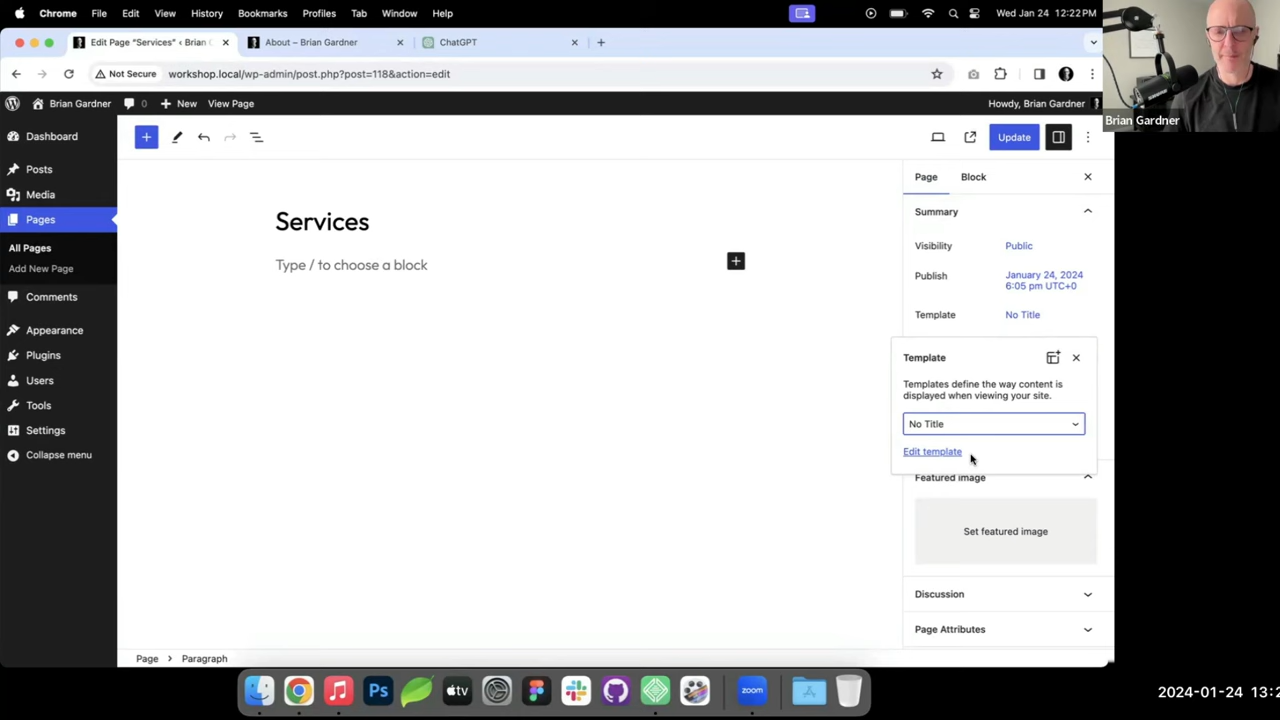 Chrome File Edit View History Bookmarks Profiles Tab Window Help Wed Jan 24 12:22 PM
Edit Page “Services” ‹ Brian G About – Brian Gardner ChatGPT
Not Secure workshop.local/wp-admin/post.php?post=118&action=edit
Brian Gardner 0 New View Page Howdy, Brian Gardner
Brian Gardner
Dashboard
Posts
Media
Pages
All Pages
Add New Page
Comments
Appearance
Plugins
Users
Tools
Settings
Collapse menu
Update
Services
Type / to choose a block
Page Block
Summary
Visibility Public
Publish January 24, 2024
6:05 pm UTC+0
Template No Title
Template
Templates define the way content is
displayed when viewing your site.
No Title
Edit template
Featured image
Set featured image
Discussion
Page Attributes
Page Paragraph
Ps tv zoom
2024-01-24 13:2